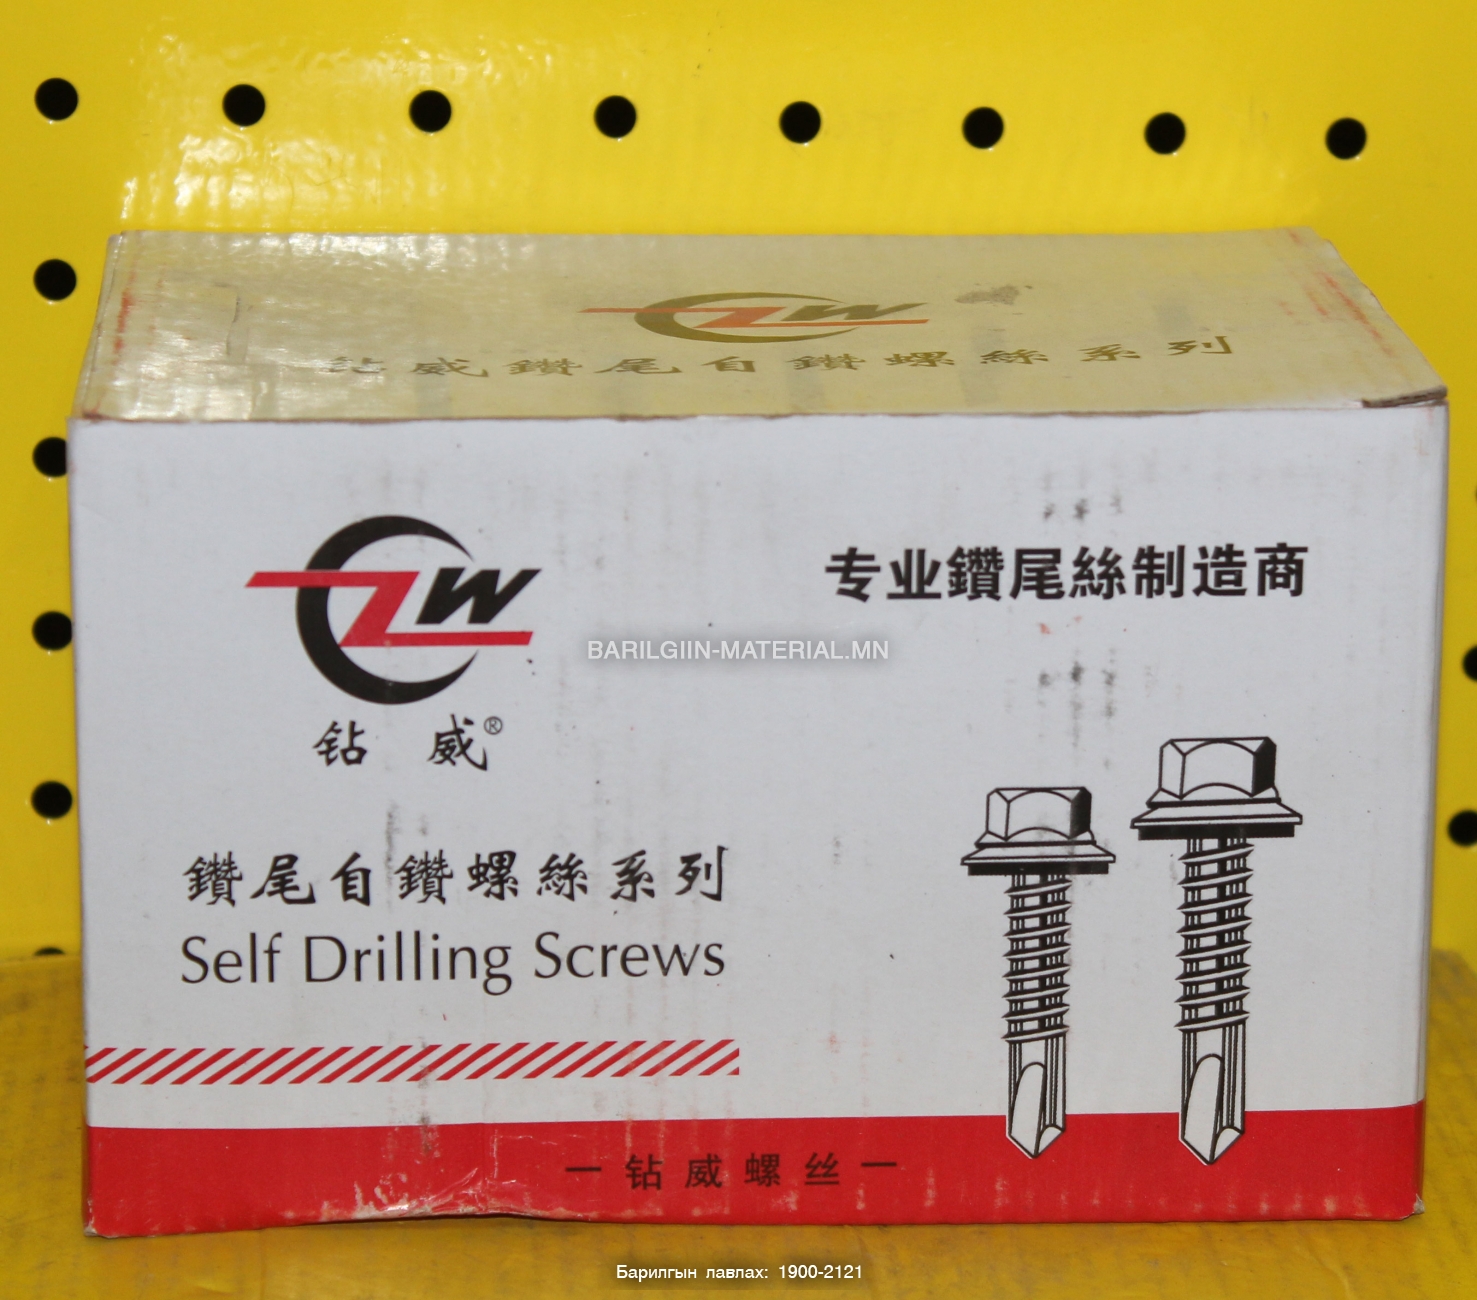 ZW
钻威鑽尾自鑽螺絲系列
ZW
钻 威®
专业鑽尾絲制造商
BARILGIIN-MATERIAL.MN
鑽尾自鑽螺絲系列
Self Drilling Screws
一 钻 威 螺 丝 一
Барилгын лавлах: 1900-2121